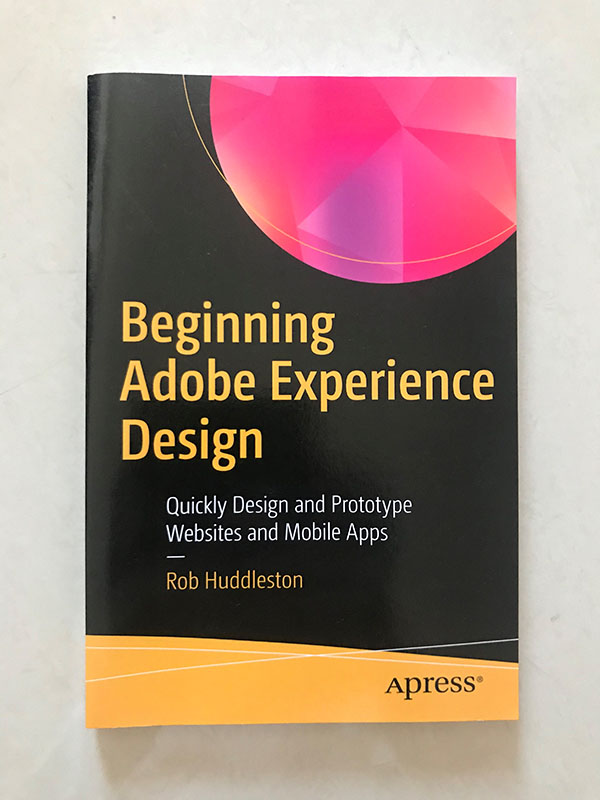 Beginning
Adobe Experience
Design
Quickly Design and Prototype
Websites and Mobile Apps
Rob Huddleston
Apress®